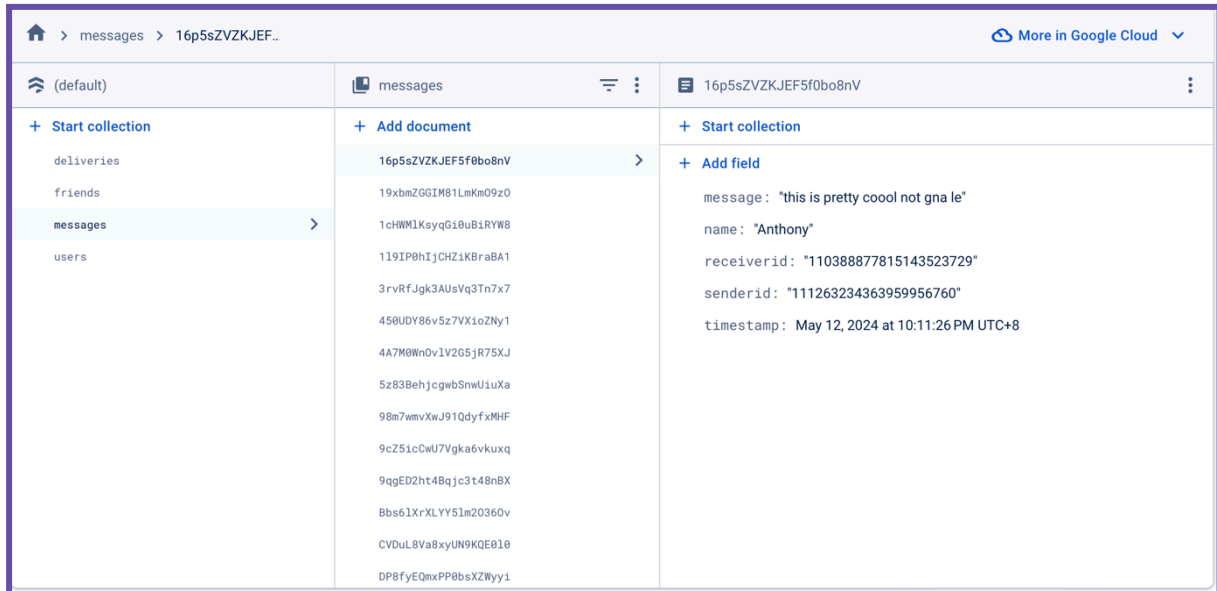 messages > 16p5sZVZKJEF… More in Google Cloud
(default)
+ Start collection
deliveries
friends
messages
users
messages
+ Add document
16p5sZVZKJEF5f0bo8nV
19xbmZGGIM81LmKmO9zO
1cHWMlKsyqGi0uBiRYW8
1l9IP0hIjCHZiKBraBA1
3rvRfJgk3AUsVq3Tn7x7
450UDY86v5z7VXioZNy1
4A7M0WnOvlV2G5jR75XJ
5z83BehjcgwbSnwUiuXa
98m7wmvXwJ91QdyfxMHF
9cZ5icCwU7Vgka6vkuxq
9qgED2ht4Bqjc3t48nBX
Bbs6lXrXLYY5lm2O36Ov
CVDuL8Va8xyUN9KQE0l0
DP8fyEQmxPP0bsXZWyyi
16p5sZVZKJEF5f0bo8nV
+ Start collection
+ Add field
message: "this is pretty coool not gna le"
name: "Anthony"
receiverid: "110388877815143523729"
senderid: "111263234363959956760"
timestamp: May 12, 2024 at 10:11:26 PM UTC+8